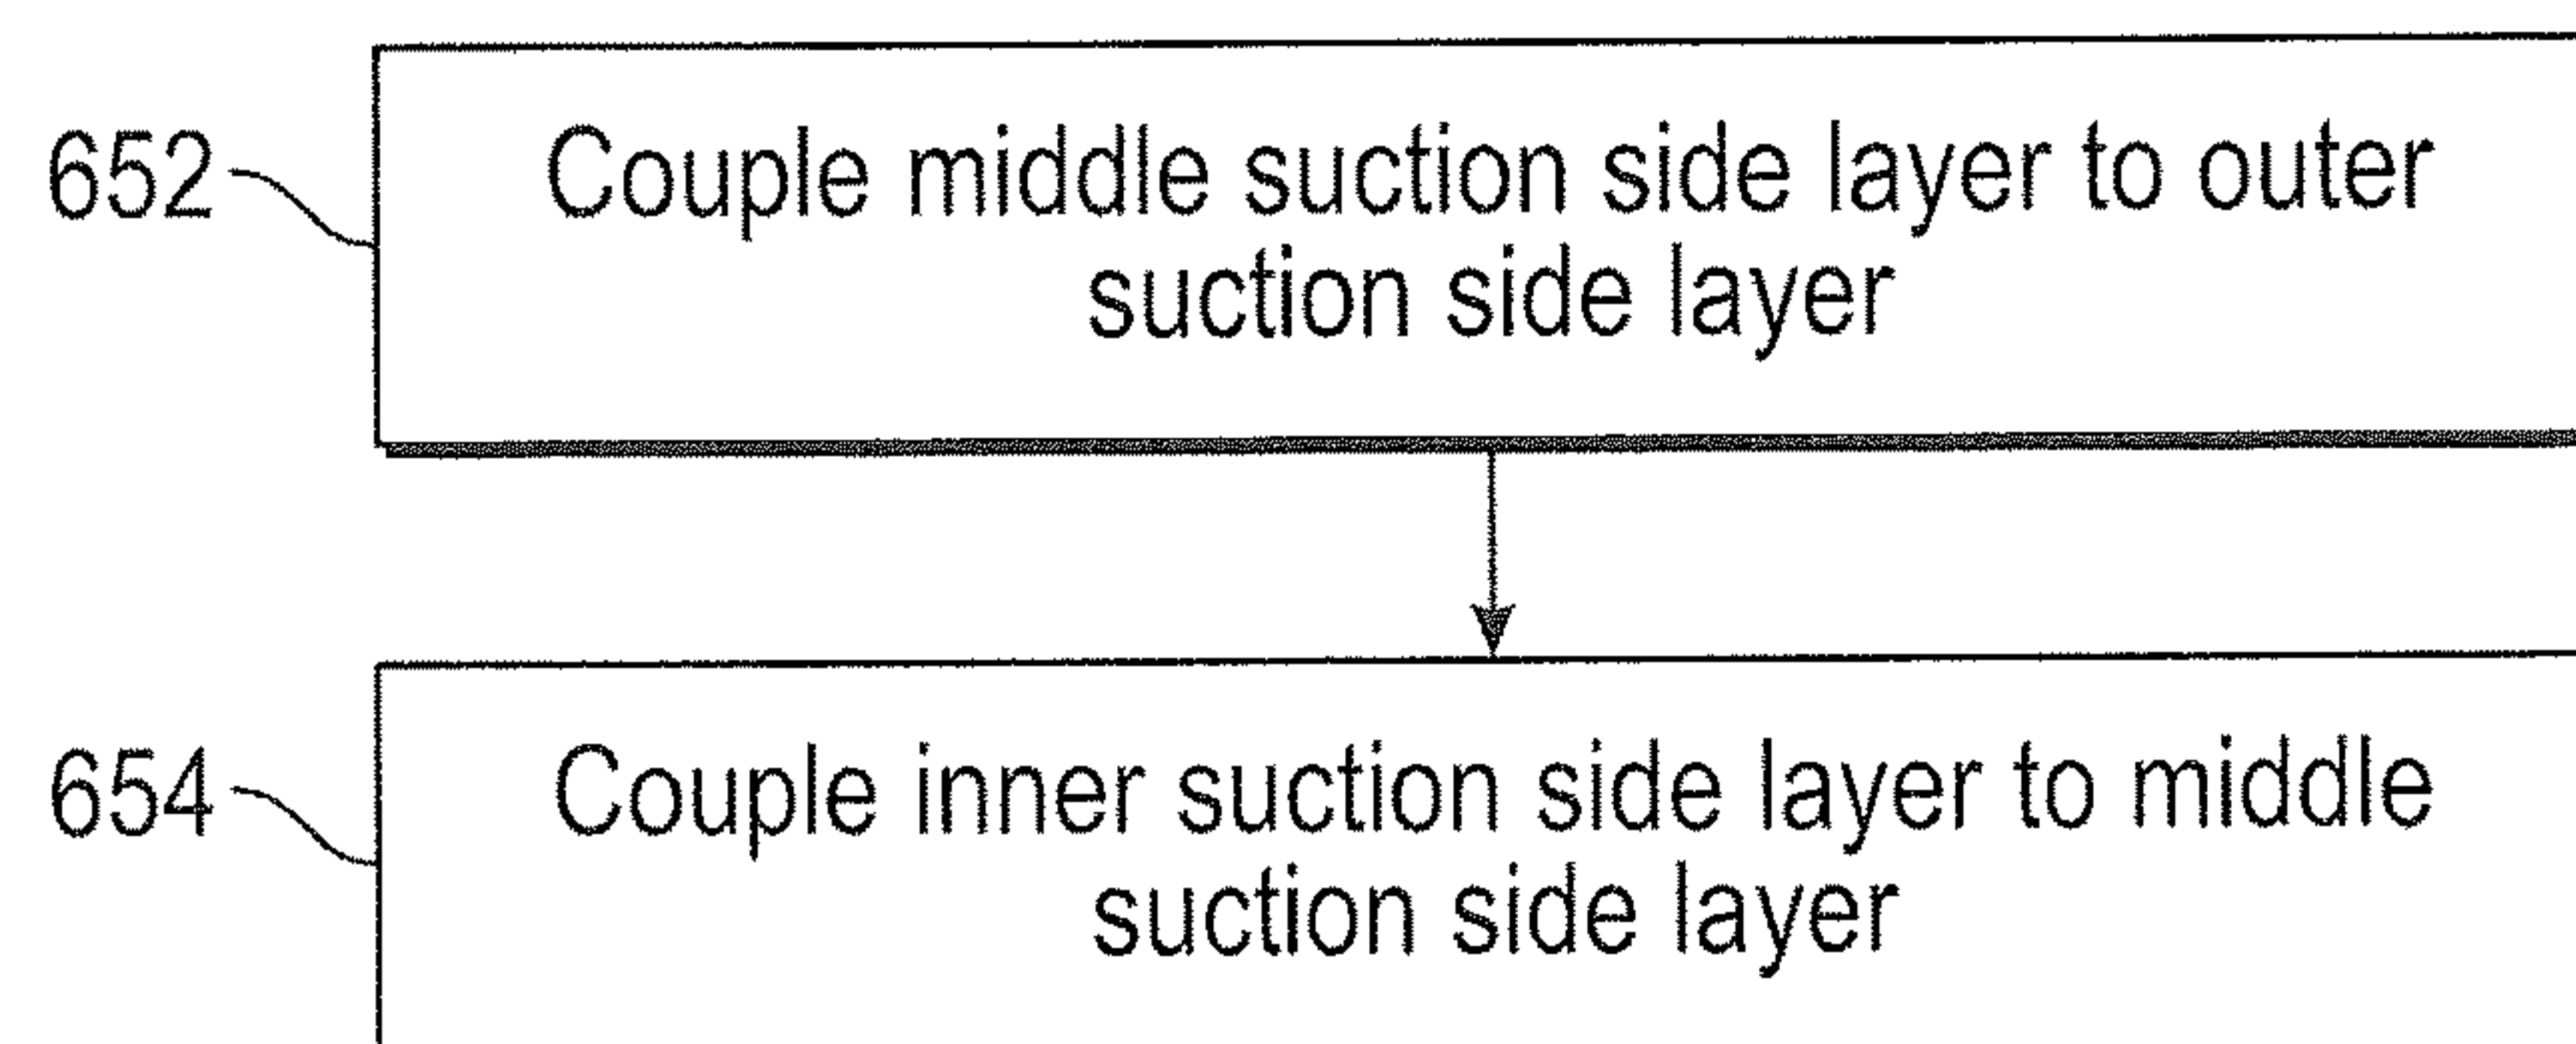 652
Couple middle suction side layer to outer
suction side layer
654
Couple inner suction side layer to middle
suction side layer